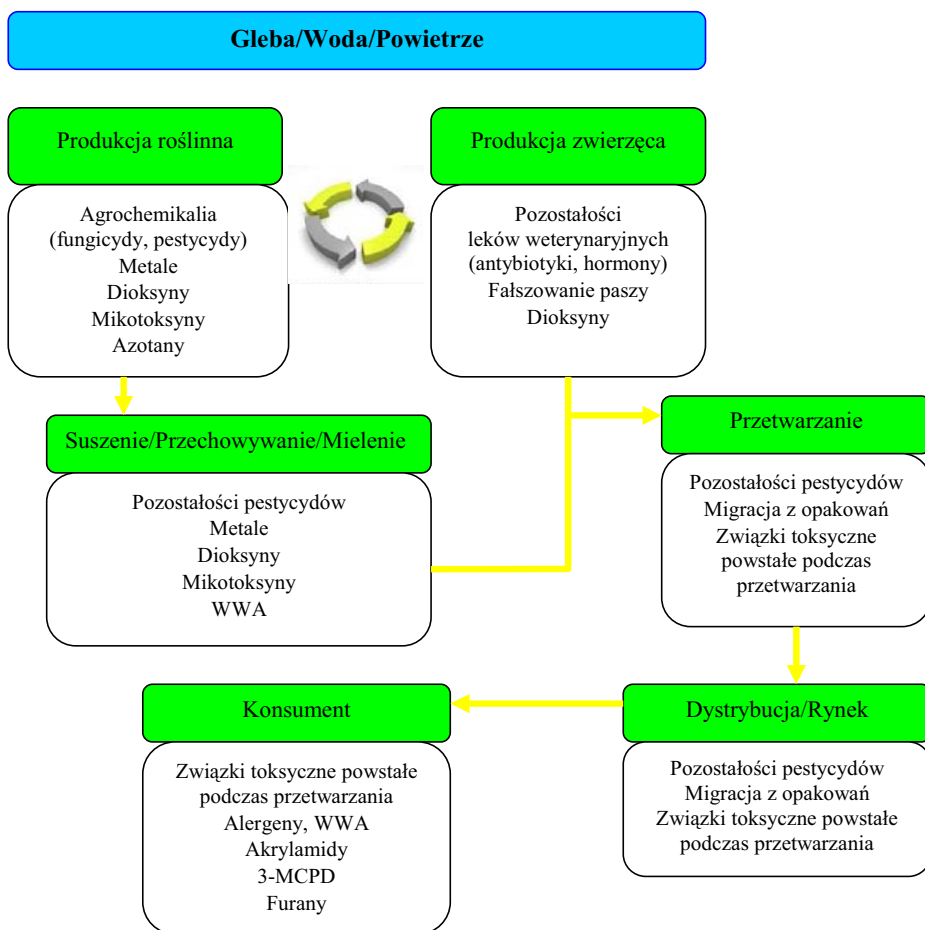 Gleba/Woda/Powietrze
Produkcja roślinna
Agrochemikalia
(fungicydy, pestycydy)
Metale
Dioksyny
Mikotoksyny
Azotany
Produkcja zwierzęca
Pozostałości
leków weterynaryjnych
(antybiotyki, hormony)
Fałszowanie paszy
Dioksyny
Suszenie/Przechowywanie/Mielenie
Pozostałości pestycydów
Metale
Dioksyny
Mikotoksyny
WWA
Przetwarzanie
Pozostałości pestycydów
Migracja z opakowań
Związki toksyczne
powstałe podczas
przetwarzania
Konsument
Związki toksyczne powstałe
podczas przetwarzania
Alergeny, WWA
Akrylamidy
3-MCPD
Furany
Dystrybucja/Rynek
Pozostałości pestycydów
Migracja z opakowań
Związki toksyczne powstałe
podczas przetwarzania